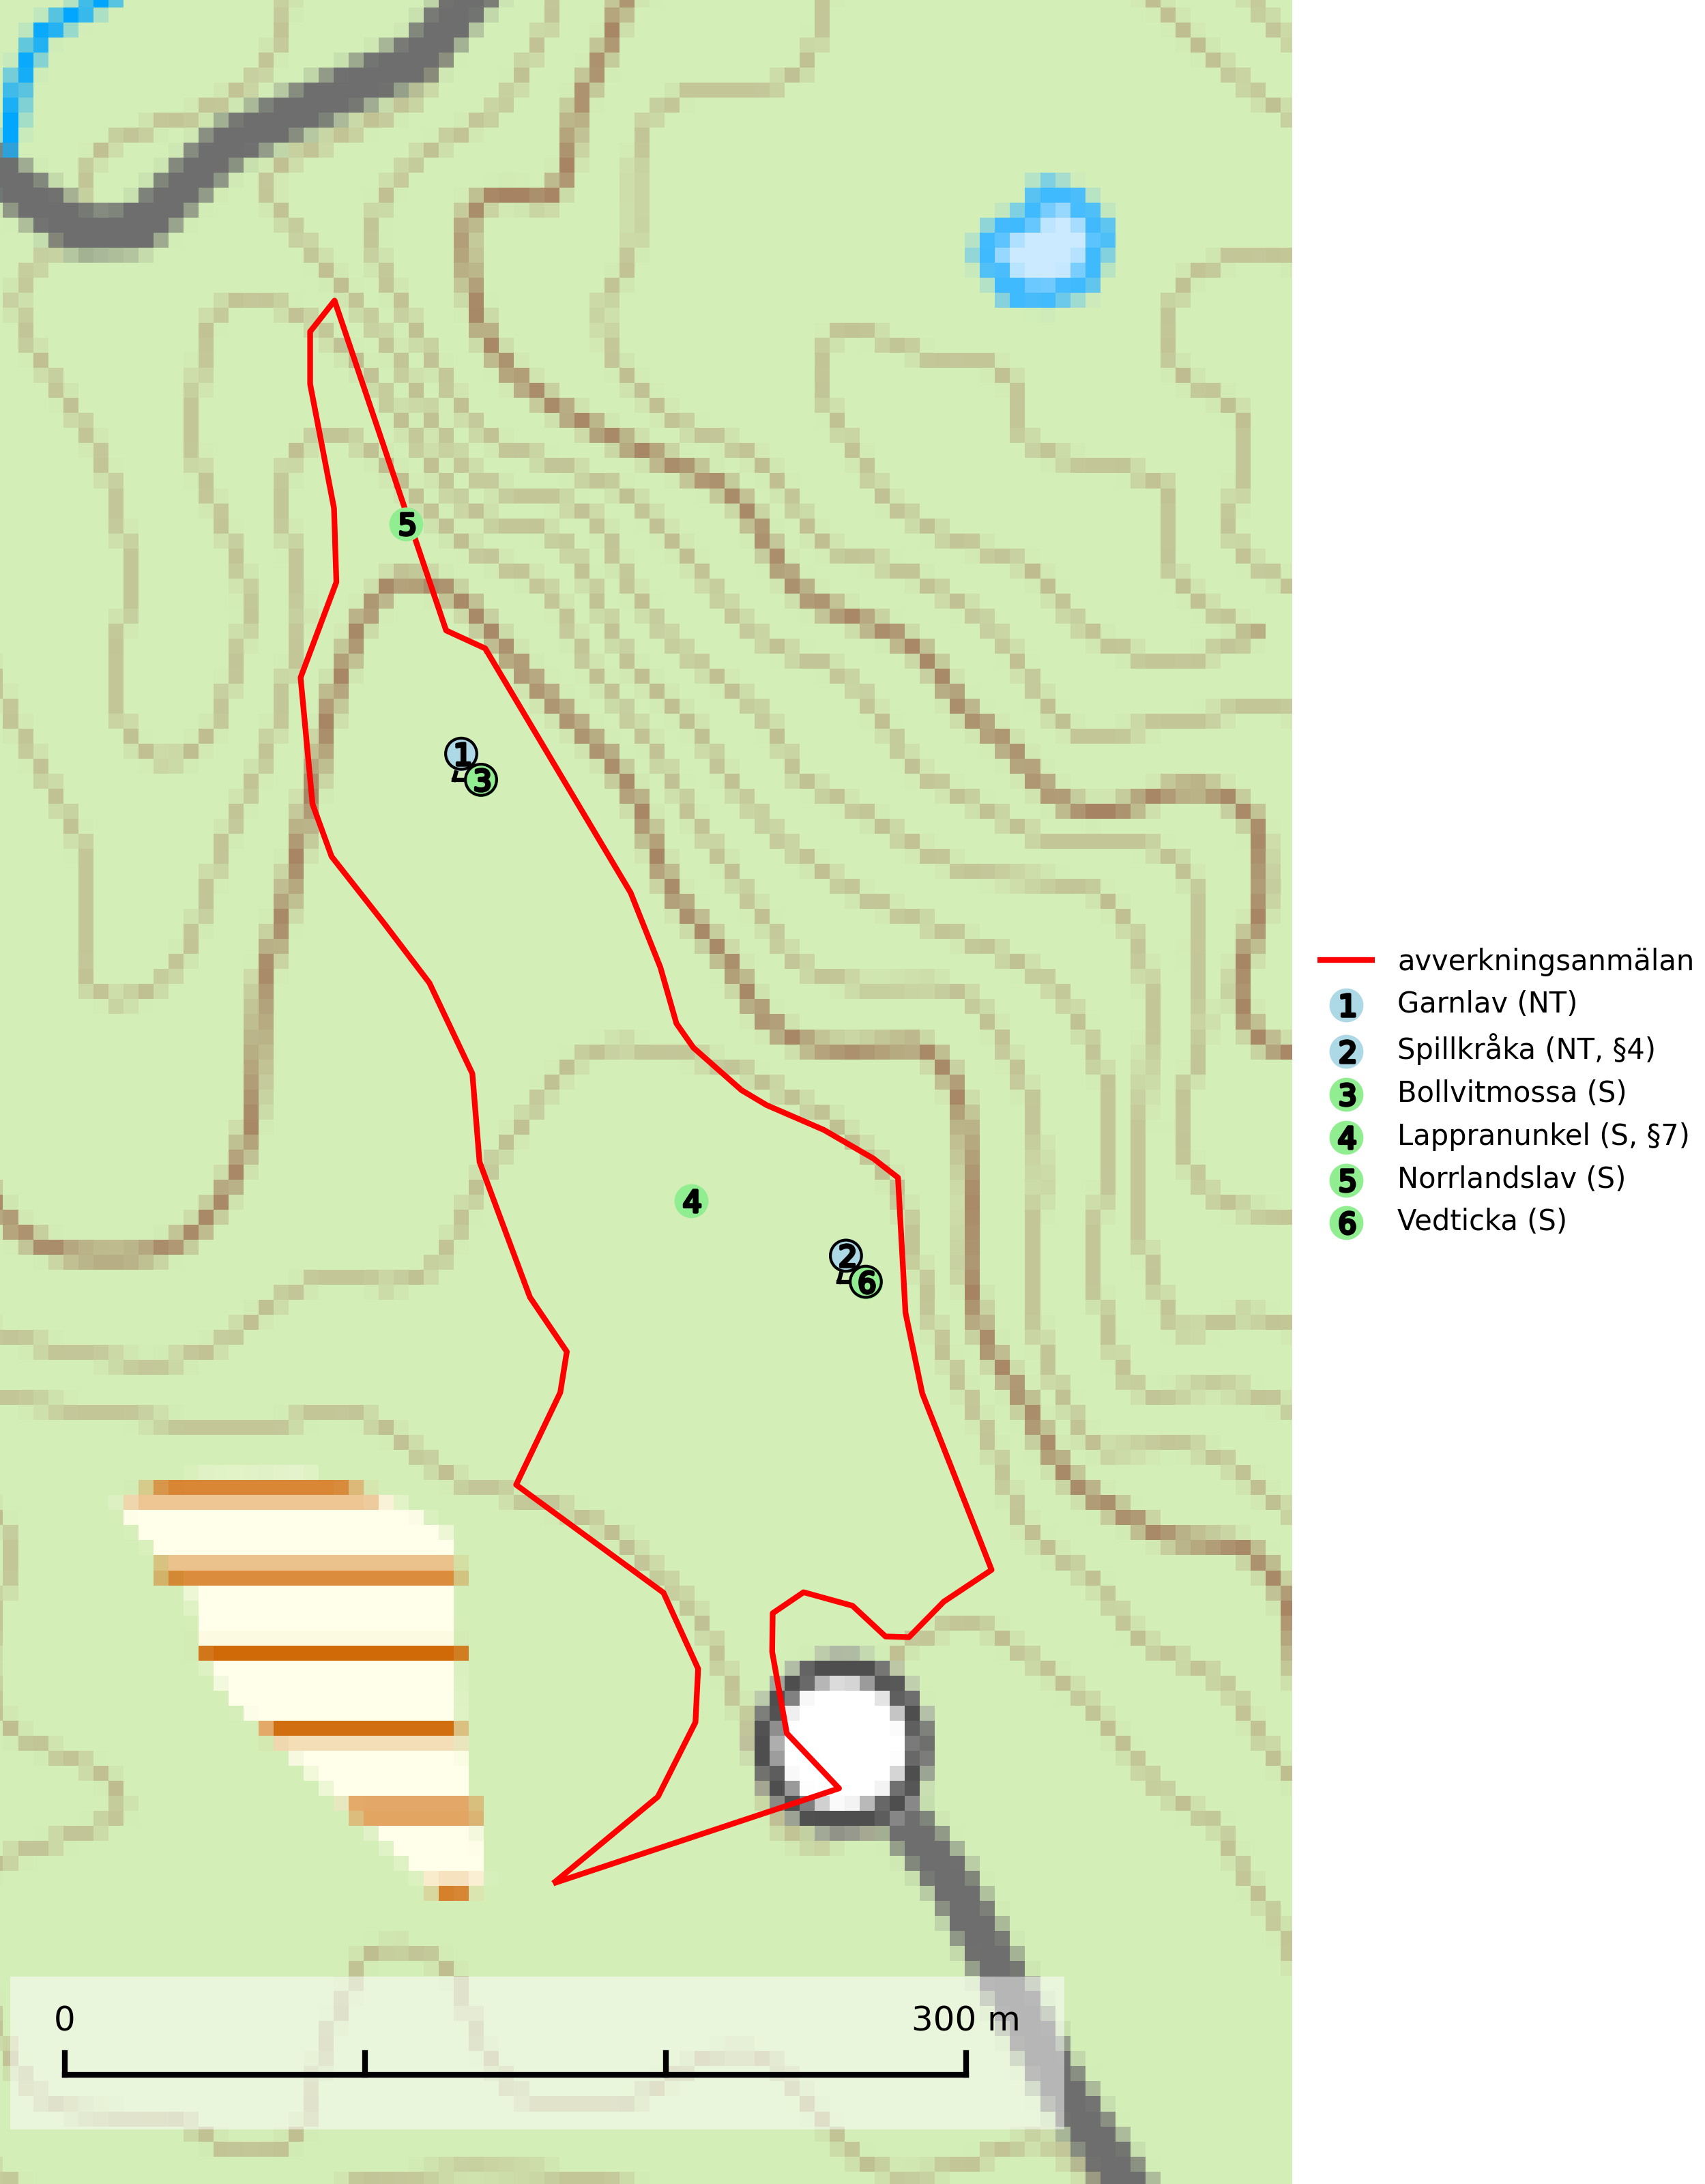 5
1
3
4
2
6
avverkningsanmälan
1 Garnlav (NT)
2 Spillkråka (NT, §4)
3 Bollvitmossa (S)
4 Lappranunkel (S, §7)
5 Norrlandslav (S)
6 Vedticka (S)
0 300 m